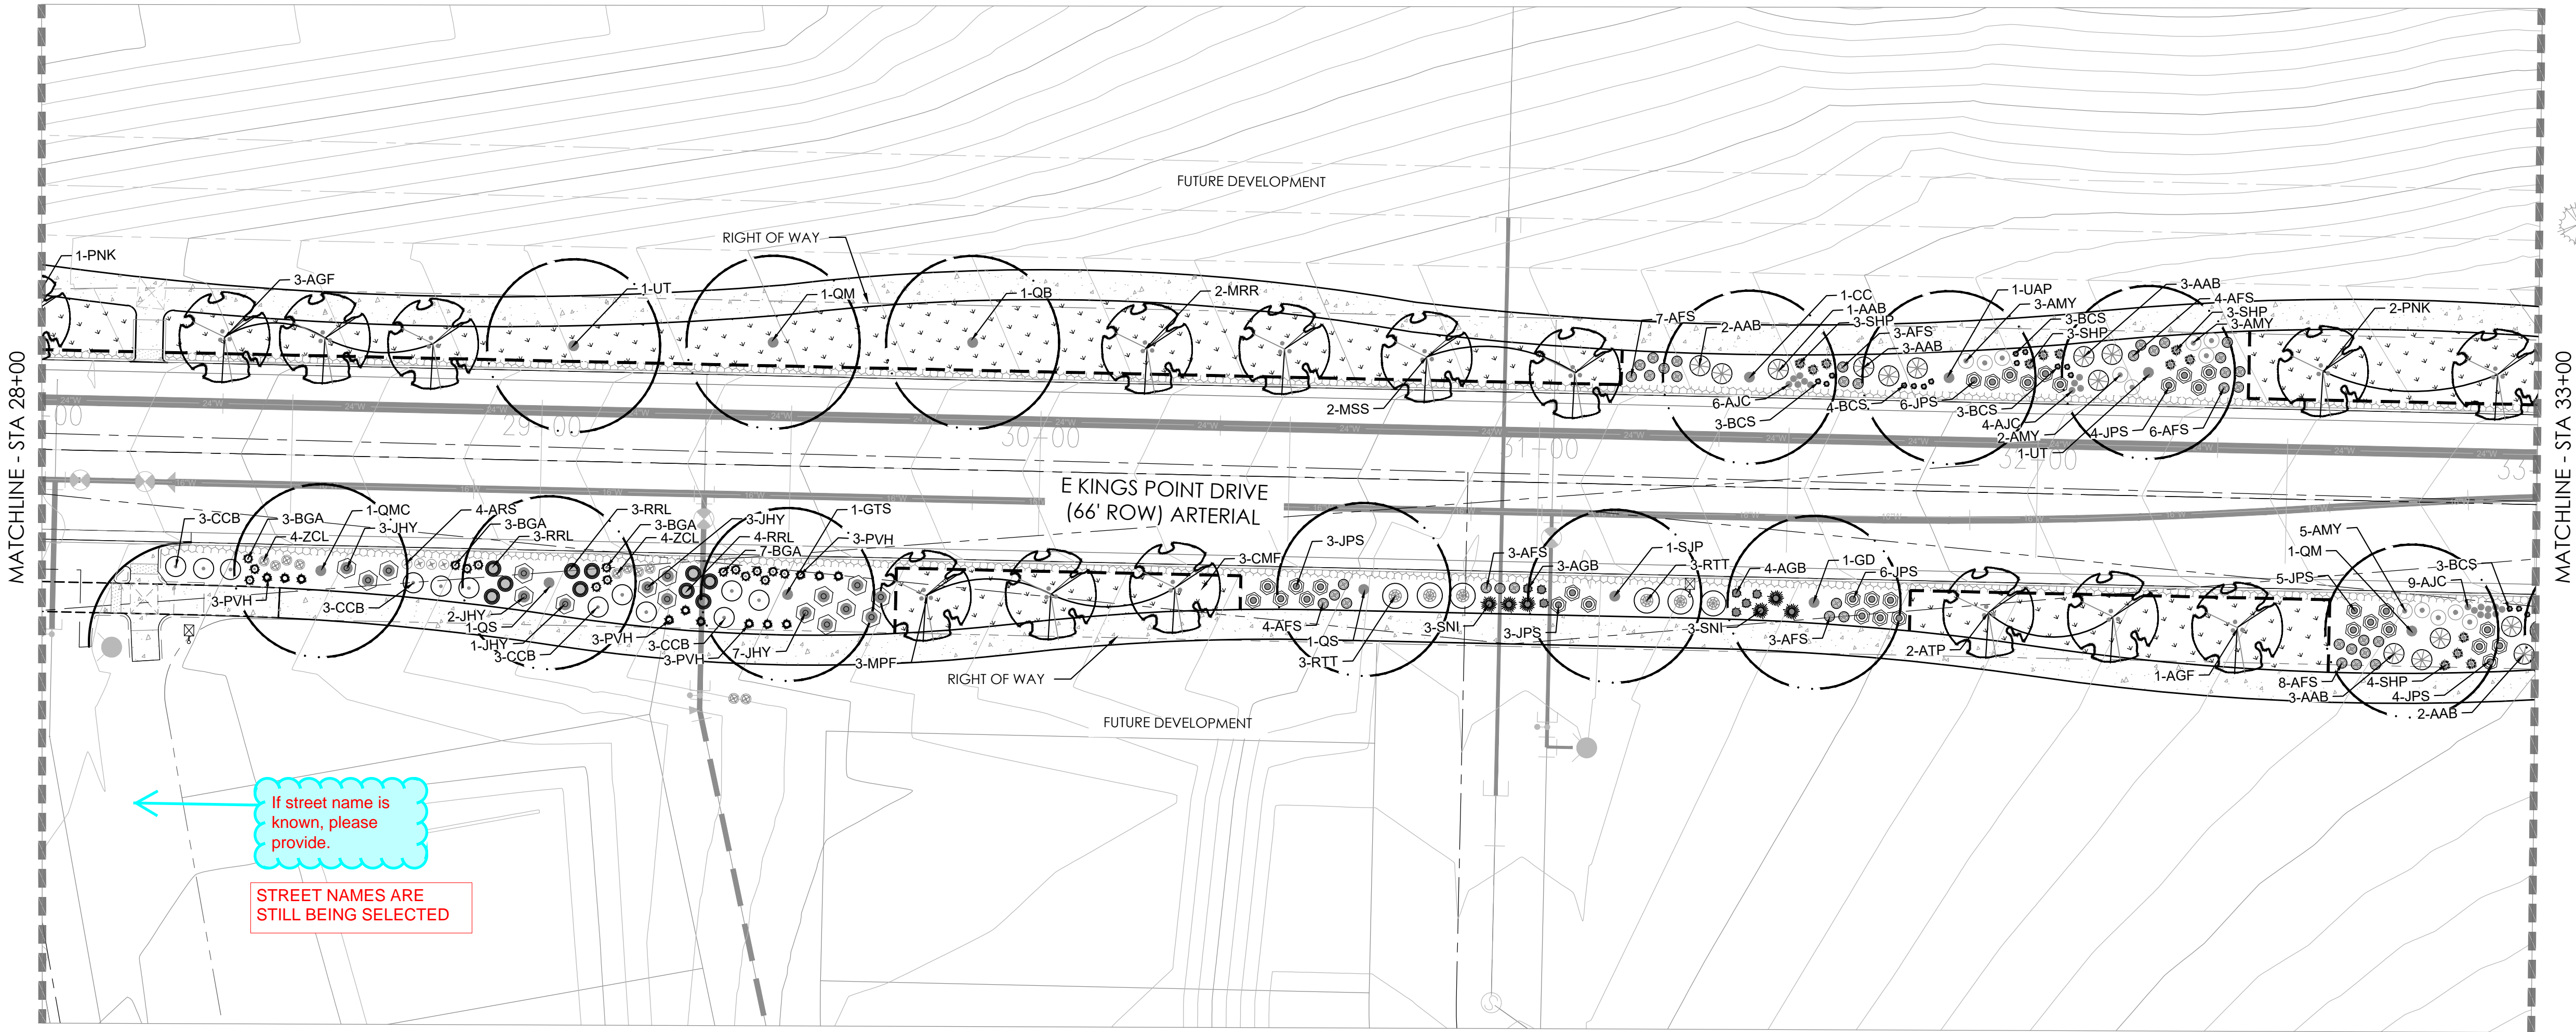 FUTURE DEVELOPMENT
RIGHT OF WAY
1-PNK
3-AGF
1-UT
1-QM
1-QB
2-MRR
2-MSS
7-AFS
2-AAB
1-CC
1-AAB
3-SHP
3-AFS
3-AAB
6-AJC
3-BCS
4-BCS
6-JPS
1-UAP
3-AMY
3-BCS
3-SHP
3-AAB
4-AFS
3-SHP
3-AMY
2-PNK
3-BCS
4-AJC
2-AMY
1-UT
4-JPS
6-AFS
MATCHLINE - STA 28+00
MATCHLINE - STA 33+00
24"W
29+00
30+00
31+00
32+00
E KINGS POINT DRIVE
(66' ROW) ARTERIAL
3-CCB
3-BGA
4-ZCL
1-QMC
3-JHY
4-ARS
3-BGA
3-RRL
3-RRL
3-BGA
4-ZCL
3-JHY
4-RRL
7-BGA
1-GTS
3-PVH
3-PVH
3-CCB
2-JHY
1-QS
1-JHY
3-CCB
3-PVH
3-CCB
3-PVH
7-JHY
3-MPF
3-CMF
3-JPS
4-AFS
1-QS
3-RTT
3-AFS
3-AGB
3-SNI
3-JPS
1-SJP
3-RTT
4-AGB
3-SNI
1-GD
6-JPS
3-AFS
2-ATP
1-AGF
5-AMY
1-QM
5-JPS
3-BCS
9-AJC
8-AFS
3-AAB
4-SHP
4-JPS
2-AAB
RIGHT OF WAY
FUTURE DEVELOPMENT
If street name is
known, please
provide.
STREET NAMES ARE
STILL BEING SELECTED